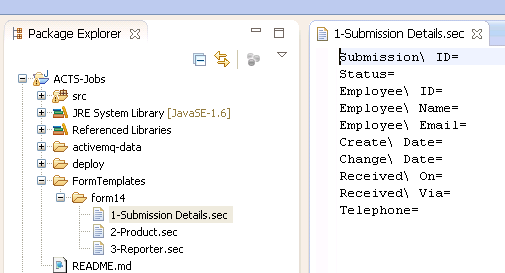 Package Explorer
ACTS-Jobs
src
JRE System Library [JavaSE-1.6]
Referenced Libraries
activemq-data
deploy
FormTemplates
form14
1-Submission Details.sec
2-Product.sec
3-Reporter.sec
README.md
1-Submission Details.sec
Submission\ ID=
Status=
Employee\ ID=
Employee\ Name=
Employee\ Email=
Create\ Date=
Change\ Date=
Received\ On=
Received\ Via=
Telephone=